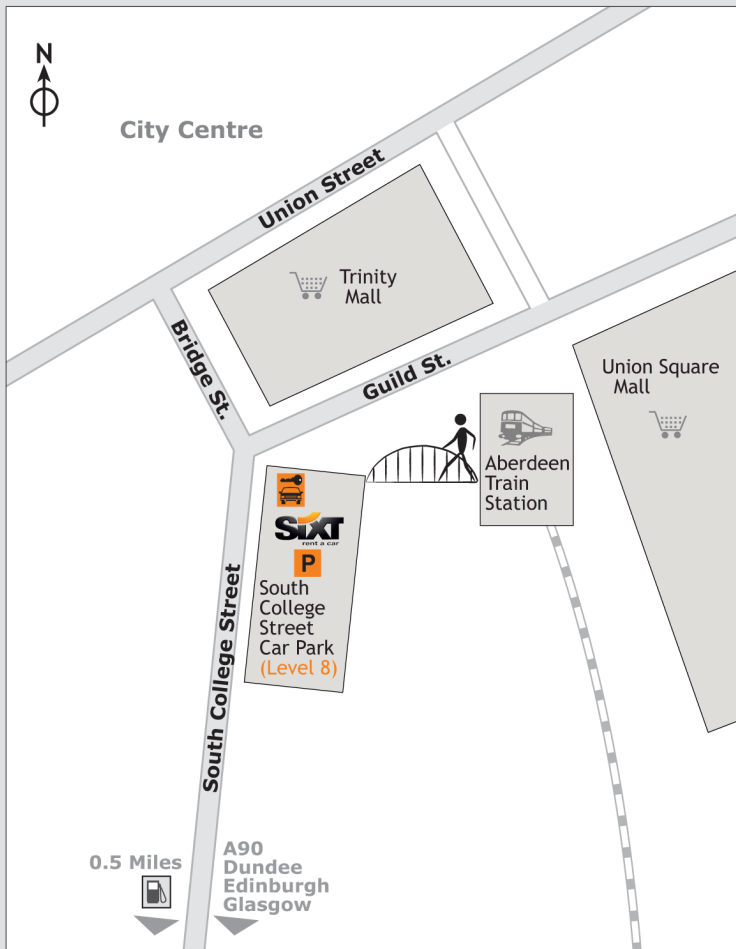 N
City Centre
Union Street
Trinity
Mall
Bridge St.
Guild St.
Union Square
Mall
Aberdeen
Train
Station
SIXT
rent a car
P
South
College
Street
Car Park
(Level 8)
South College Street
0.5 Miles
A90
Dundee
Edinburgh
Glasgow